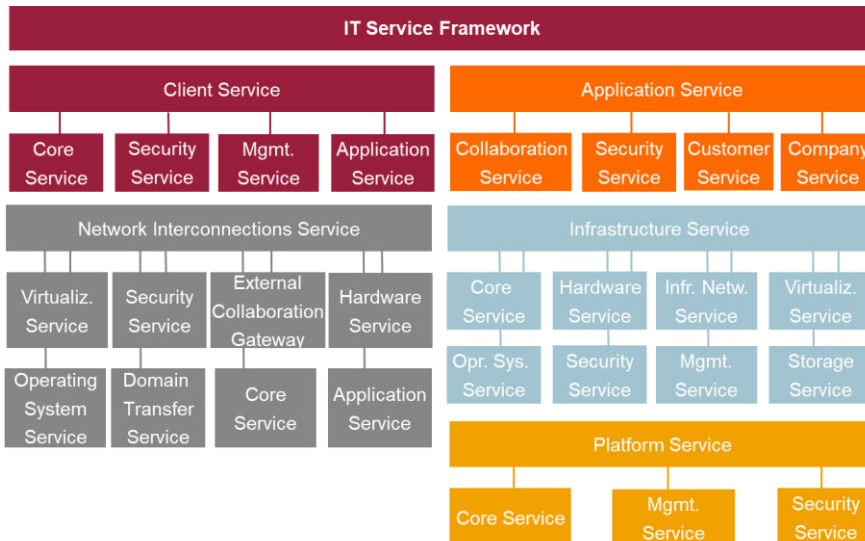 IT Service Framework
Client Service
Core
Service
Security
Service
Mgmt.
Service
Application
Service
Application Service
Collaboration
Service
Security
Service
Customer
Service
Company
Service
Network Interconnections Service
Virtualiz.
Service
Security
Service
External
Collaboration
Gateway
Hardware
Service
Operating
System
Service
Domain
Transfer
Service
Core
Service
Application
Service
Infrastructure Service
Core
Service
Hardware
Service
Infr. Netw.
Service
Virtualiz.
Service
Opr. Sys.
Service
Security
Service
Mgmt.
Service
Storage
Service
Platform Service
Core Service
Mgmt.
Service
Security
Service